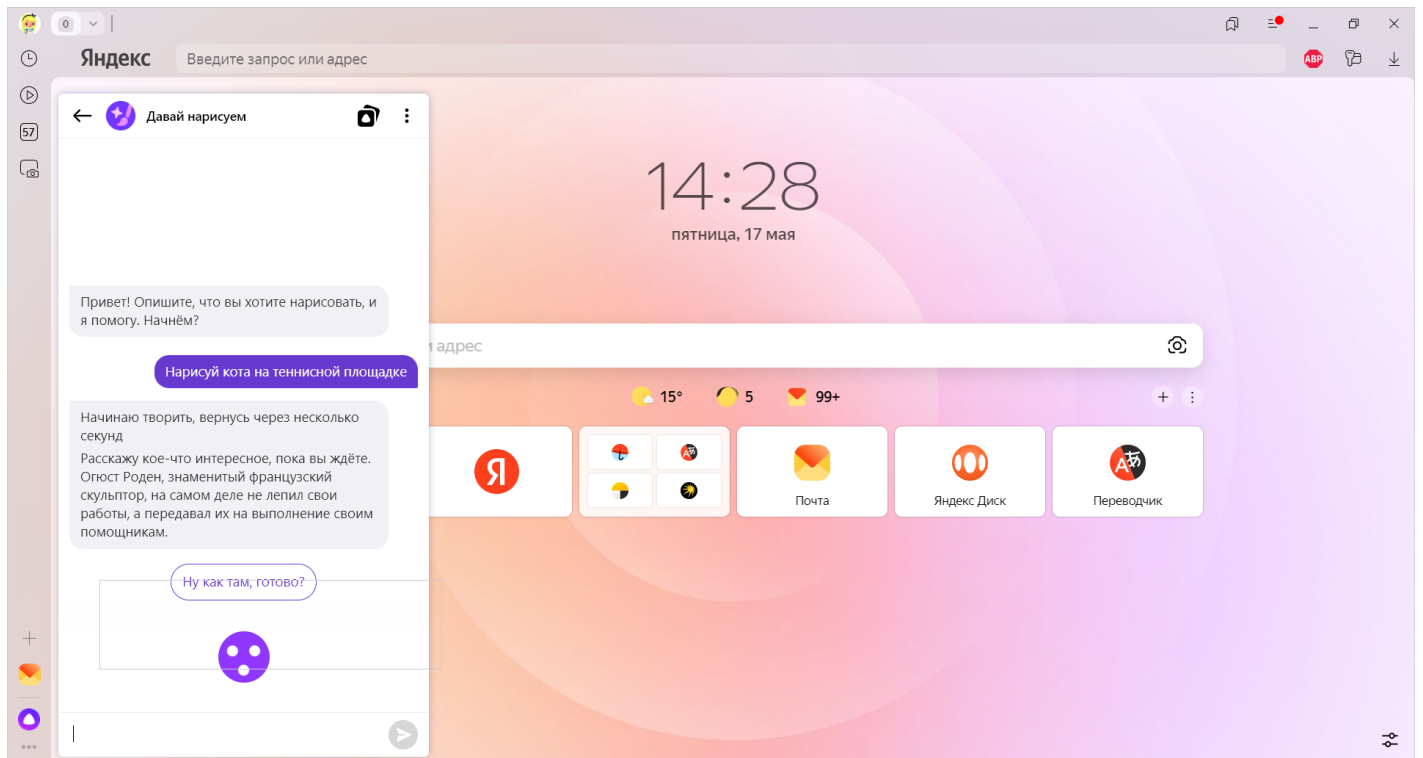 0
Яндекс
Введите запрос или адрес
ABP
57
Давай нарисуем
14:28
пятница, 17 мая
Привет! Опишите, что вы хотите нарисовать, и
я помогу. Начнём?
адрес
Нарисуй кота на теннисной площадке
15°
5
99+
Начинаю творить, вернусь через несколько
секунд
Расскажу кое-что интересное, пока вы ждёте.
Огюст Роден, знаменитый французский
скульптор, на самом деле не лепил свои
работы, а передавал их на выполнение своим
помощникам.
Я
Почта
Яндекс Диск
Переводчик
Ну как там, готово?